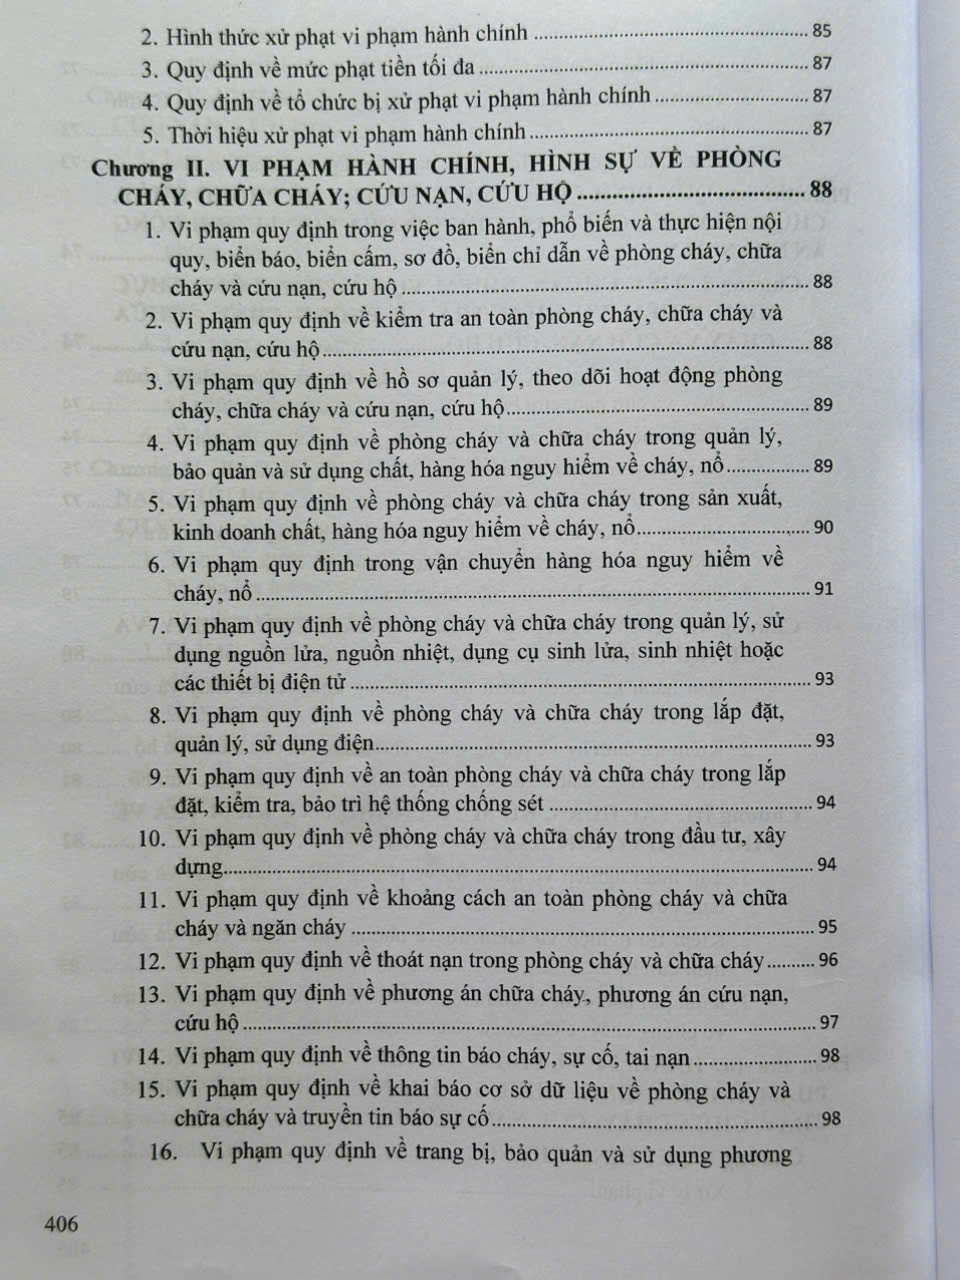 2. Hình thức xử phạt vi phạm hành chính ........ 85
3. Quy định về mức phạt tiền tối đa ........ 87
4. Quy định về tổ chức bị xử phạt vi phạm hành chính ........ 87
5. Thời hiệu xử phạt vi phạm hành chính ........ 87
Chương II. VI PHẠM HÀNH CHÍNH, HÌNH SỰ VỀ PHÒNG
CHÁY, CHỮA CHÁY; CỨU NẠN, CỨU HỘ ........ 88
1. Vi phạm quy định trong việc ban hành, phổ biến và thực hiện nội
quy, biển báo, biển cấm, sơ đồ, biển chỉ dẫn về phòng cháy, chữa
cháy và cứu nạn, cứu hộ ........ 88
2. Vi phạm quy định về kiểm tra an toàn phòng cháy, chữa cháy và
cứu nạn, cứu hộ ........ 88
3. Vi phạm quy định về hồ sơ quản lý, theo dõi hoạt động phòng
cháy, chữa cháy và cứu nạn, cứu hộ ........ 89
4. Vi phạm quy định về phòng cháy và chữa cháy trong quản lý,
bảo quản và sử dụng chất, hàng hóa nguy hiểm về cháy, nổ ........ 89
5. Vi phạm quy định về phòng cháy và chữa cháy trong sản xuất,
kinh doanh chất, hàng hóa nguy hiểm về cháy, nổ ........ 90
6. Vi phạm quy định trong vận chuyển hàng hóa nguy hiểm về
cháy, nổ ........ 91
7. Vi phạm quy định về phòng cháy và chữa cháy trong quản lý, sử
dụng nguồn lửa, nguồn nhiệt, dụng cụ sinh lửa, sinh nhiệt hoặc
các thiết bị điện tử ........ 93
8. Vi phạm quy định về phòng cháy và chữa cháy trong lắp đặt,
quản lý, sử dụng điện ........ 93
9. Vi phạm quy định về an toàn phòng cháy và chữa cháy trong lắp
đặt, kiểm tra, bảo trì hệ thống chống sét ........ 94
10. Vi phạm quy định về phòng cháy và chữa cháy trong đầu tư, xây
dựng ........ 94
11. Vi phạm quy định về khoảng cách an toàn phòng cháy và chữa
cháy và ngăn cháy ........ 95
12. Vi phạm quy định về thoát nạn trong phòng cháy và chữa cháy ........ 96
13. Vi phạm quy định về phương án chữa cháy, phương án cứu nạn,
cứu hộ ........ 97
14. Vi phạm quy định về thông tin báo cháy, sự cố, tai nạn ........ 98
15. Vi phạm quy định về khai báo cơ sở dữ liệu về phòng cháy và
chữa cháy và truyền tin báo sự cố ........ 98
16. Vi phạm quy định về trang bị, bảo quản và sử dụng phương
406